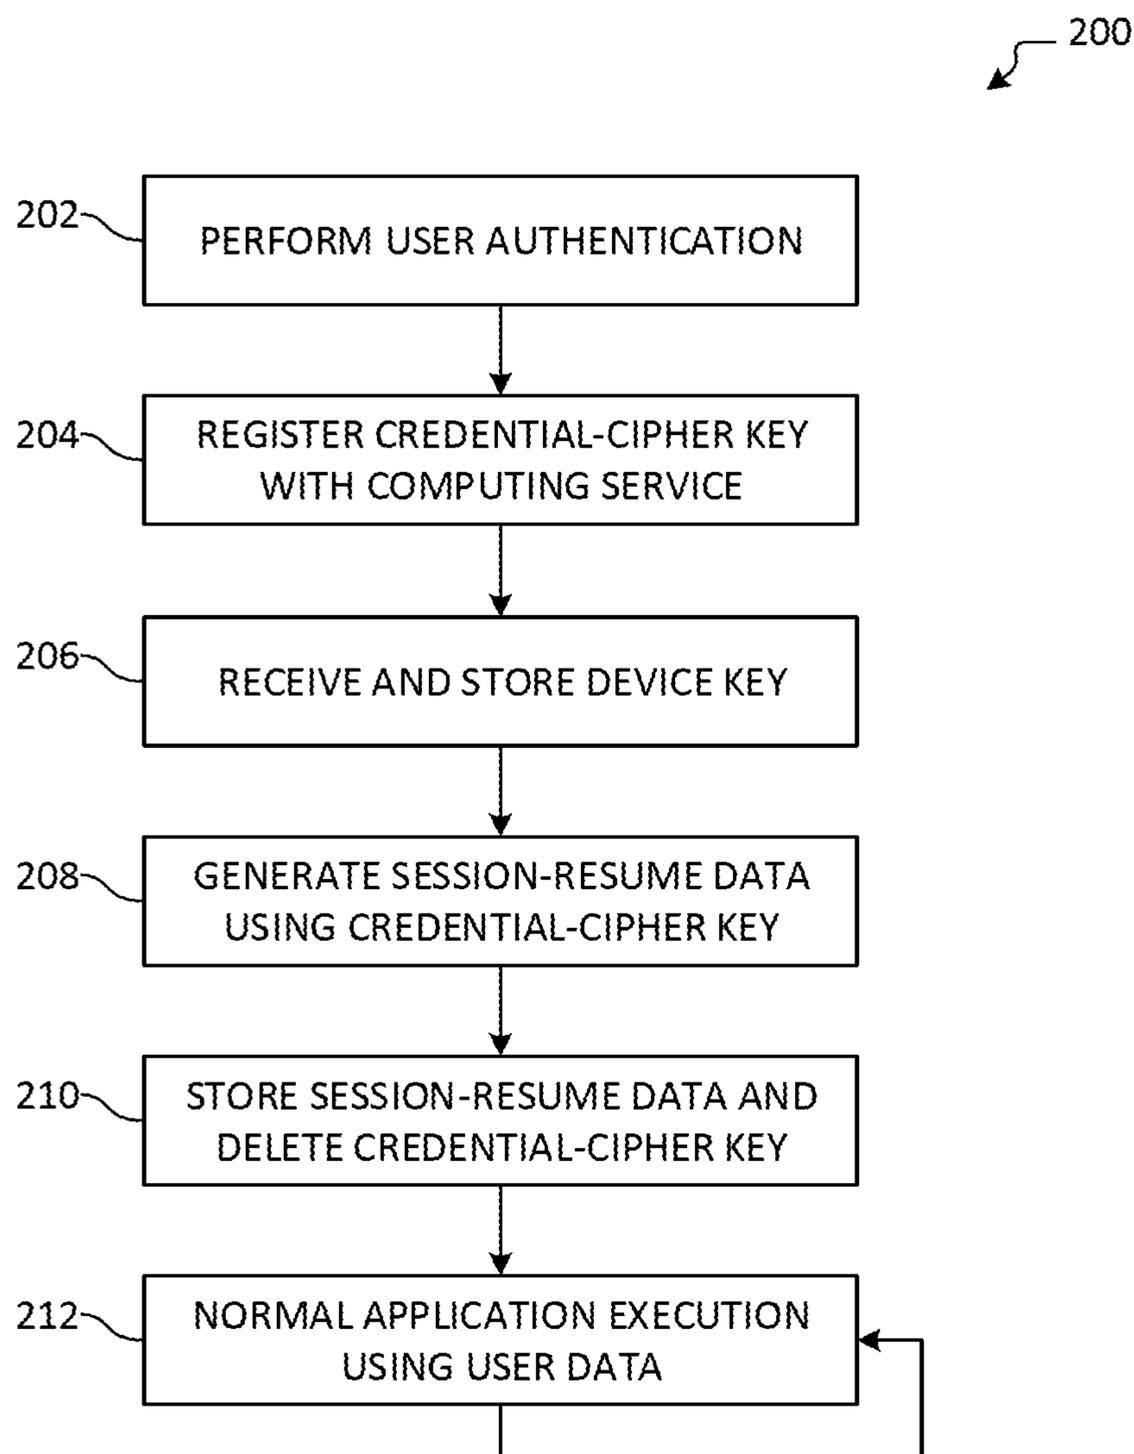 200
202
PERFORM USER AUTHENTICATION
204
REGISTER CREDENTIAL-CIPHER KEY
WITH COMPUTING SERVICE
206
RECEIVE AND STORE DEVICE KEY
208
GENERATE SESSION-RESUME DATA
USING CREDENTIAL-CIPHER KEY
210
STORE SESSION-RESUME DATA AND
DELETE CREDENTIAL-CIPHER KEY
212
NORMAL APPLICATION EXECUTION
USING USER DATA